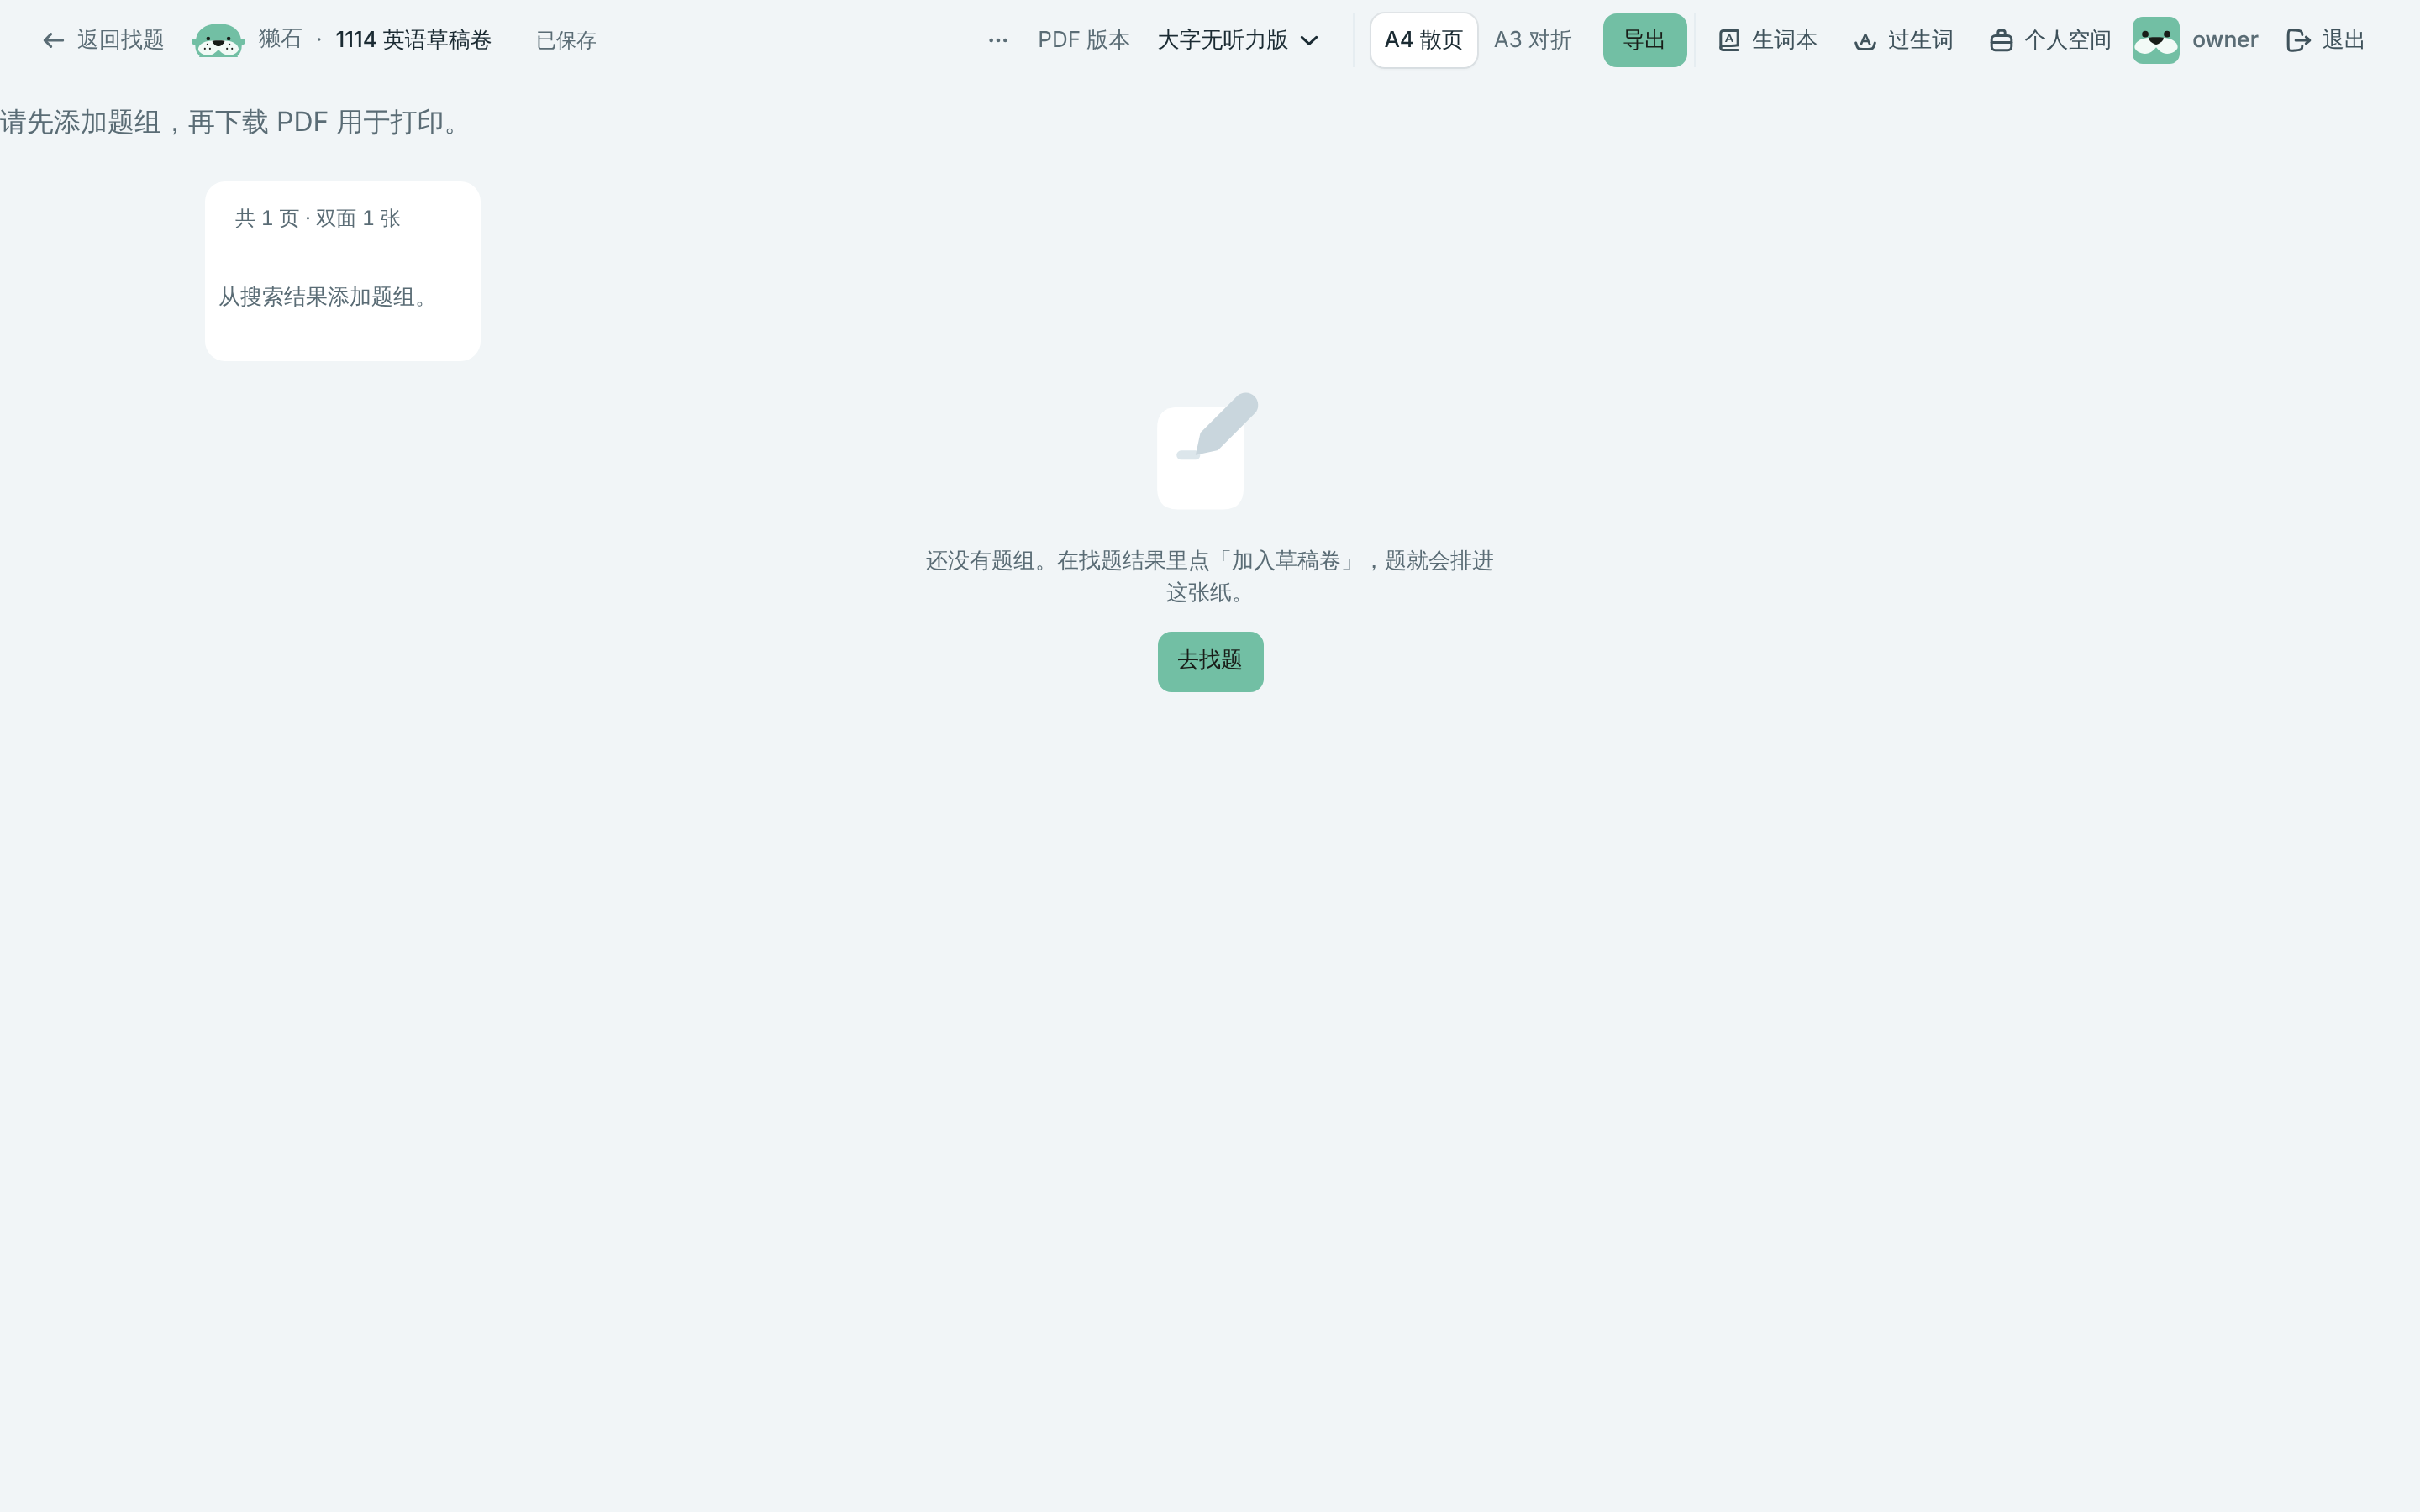 返回找题 獭石 · 1114 英语草稿卷 已保存 ··· PDF 版本 大字无听力版 A4 散页 A3 对折 导出 生词本 过生词 个人空间 owner 退出
请先添加题组，再下载 PDF 用于打印。
共 1 页 · 双面 1 张
从搜索结果添加题组。
还没有题组。在找题结果里点「加入草稿卷」，题就会排进
这张纸。
去找题